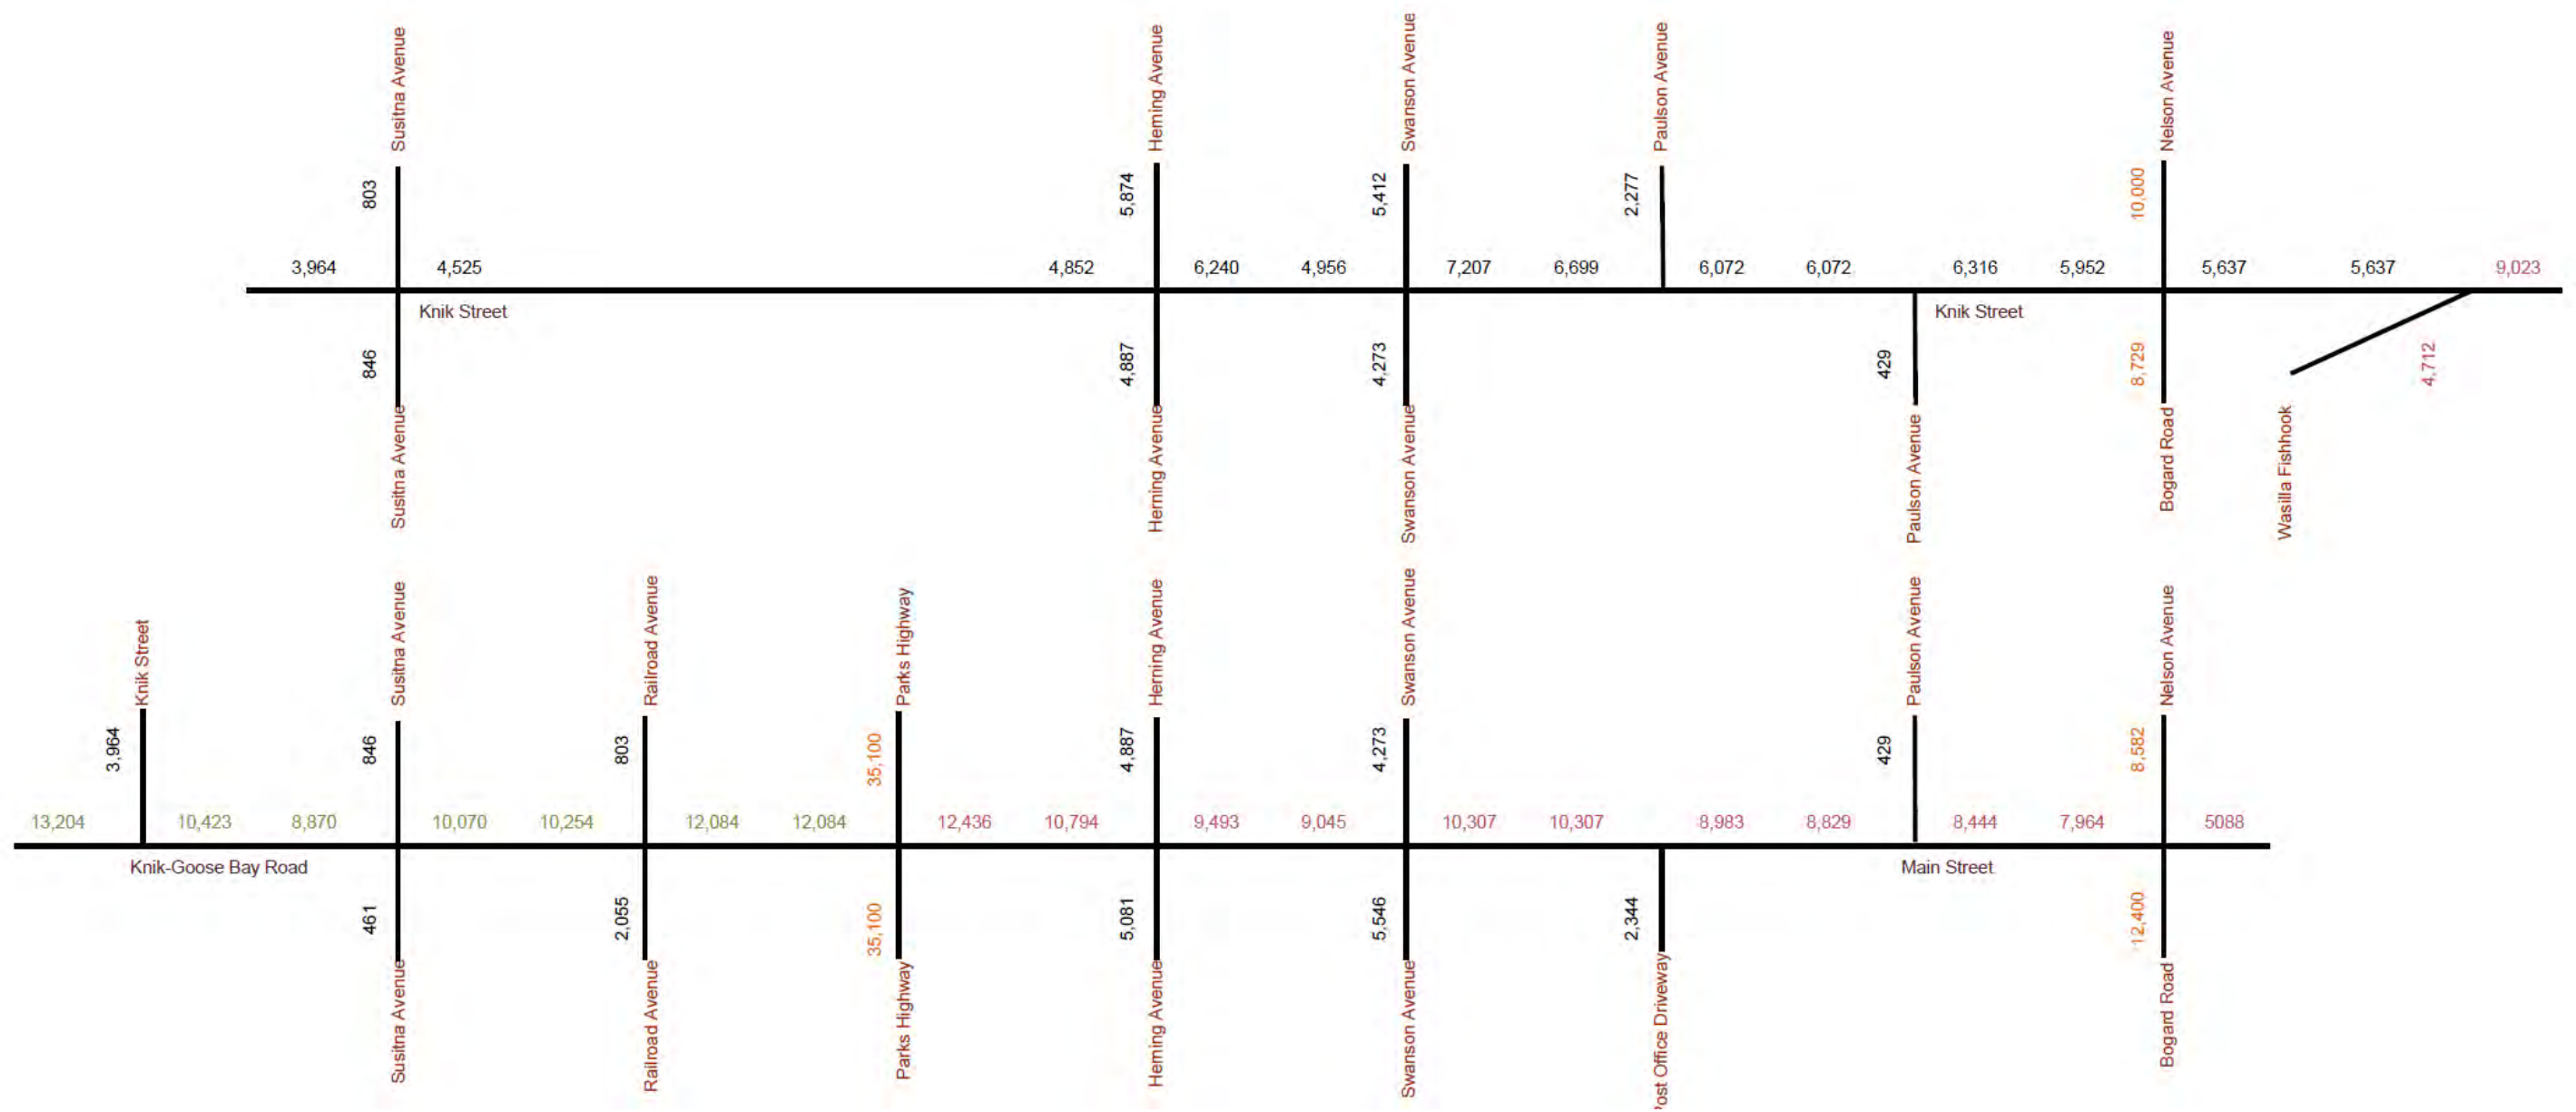 Susitna Avenue
Herning Avenue
Swanson Avenue
Paulson Avenue
Nelson Avenue
803
5,874
5,412
2,277
10,000
3,964 4,525 4,852 6,240 4,956 7,207 6,699 6,072 6,072 6,316 5,952 5,637 5,637 9,023
Knik Street Knik Street
846
4,887
4,273
429
8,729
4,712
Susitna Avenue
Herning Avenue
Swanson Avenue
Paulson Avenue
Bogard Road
Wasilla Fishhook
Knik Street
Susitna Avenue
Railroad Avenue
Parks Highway
Herning Avenue
Swanson Avenue
Paulson Avenue
Nelson Avenue
3,964
846
803
35,100
4,887
4,273
429
8,582
13,204 10,423 8,870 10,070 10,254 12,084 12,084 12,436 10,794 9,493 9,045 10,307 10,307 8,983 8,829 8,444 7,964 5088
Knik-Goose Bay Road Main Street
461
2,055
35,100
5,081
5,546
2,344
12,400
Susitna Avenue
Railroad Avenue
Parks Highway
Herning Avenue
Swanson Avenue
Post Office Driveway
Bogard Road